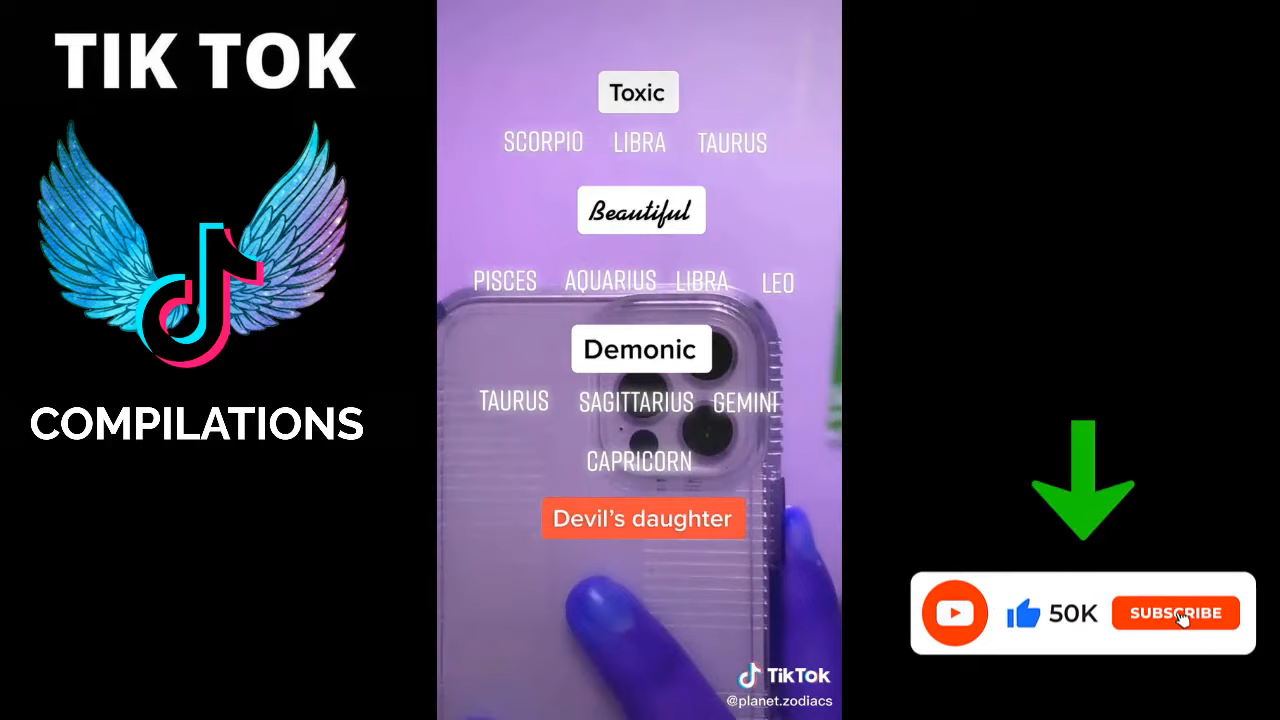 TIK TOK
COMPILATIONS
Toxic
SCORPIO LIBRA TAURUS
Beautiful
PISCES AQUARIUS LIBRA LEO
Demonic
TAURUS SAGITTARIUS GEMINI
CAPRICORN
Devil's daughter
TikTok
@planet.zodiacs
50K SUBSCRIBE